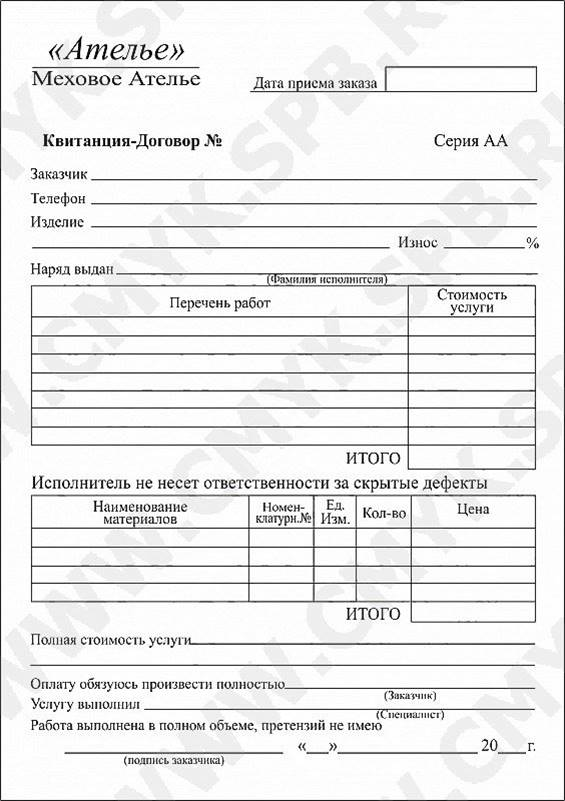 «Ателье»
Меховое Ателье
Дата приема заказа
Квитанция-Договор № Серия АА
Заказчик
Телефон
Изделие
Износ %
Наряд выдан
(Фамилия исполнителя)
Перечень работ Стоимость услуги
ИТОГО
Исполнитель не несет ответственности за скрытые дефекты
Наименование материалов Номен-клатурн.№ Ед. Изм. Кол-во Цена
ИТОГО
Полная стоимость услуги
Оплату обязуюсь произвести полностью
(Заказчик)
Услугу выполнил
(Специалист)
Работа выполнена в полном объеме, претензий не имею
«__»____________ 20___г.
(подпись заказчика)
WWW.CMYK.SPB.RU